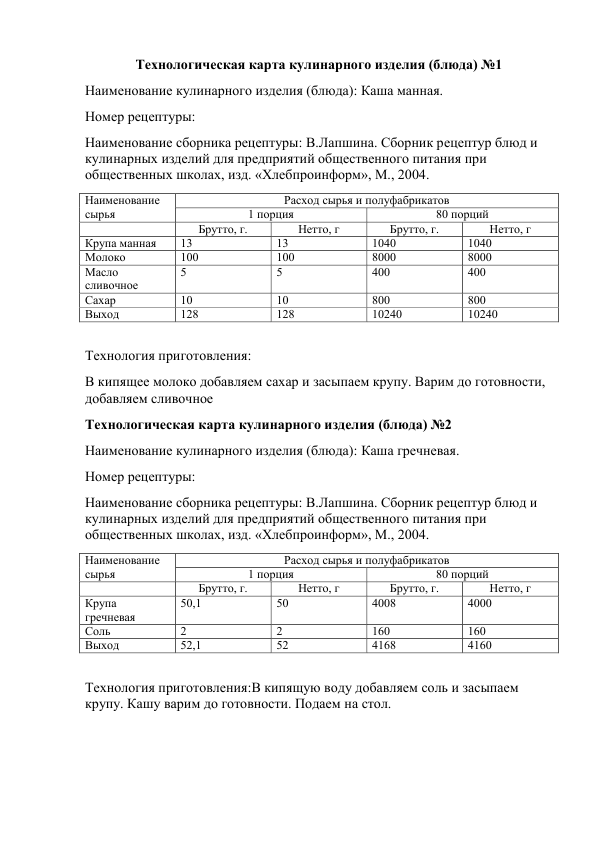 Технологическая карта кулинарного изделия (блюда) №1
Наименование кулинарного изделия (блюда): Каша манная.
Номер рецептуры:
Наименование сборника рецептуры: В.Лапшина. Сборник рецептур блюд и
кулинарных изделий для предприятий общественного питания при
общественных школах, изд. «Хлебпроинформ», М., 2004.
Наименование Расход сырья и полуфабрикатов
сырья 1 порция 80 порций
Брутто, г. Нетто, г Брутто, г. Нетто, г
Крупа манная 13 13 1040 1040
Молоко 100 100 8000 8000
Масло 5 5 400 400
сливочное
Сахар 10 10 800 800
Выход 128 128 10240 10240
Технология приготовления:
В кипящее молоко добавляем сахар и засыпаем крупу. Варим до готовности,
добавляем сливочное
Технологическая карта кулинарного изделия (блюда) №2
Наименование кулинарного изделия (блюда): Каша гречневая.
Номер рецептуры:
Наименование сборника рецептуры: В.Лапшина. Сборник рецептур блюд и
кулинарных изделий для предприятий общественного питания при
общественных школах, изд. «Хлебпроинформ», М., 2004.
Наименование Расход сырья и полуфабрикатов
сырья 1 порция 80 порций
Брутто, г. Нетто, г Брутто, г. Нетто, г
Крупа 50,1 50 4008 4000
гречневая
Соль 2 2 160 160
Выход 52,1 52 4168 4160
Технология приготовления:В кипящую воду добавляем соль и засыпаем
крупу. Кашу варим до готовности. Подаем на стол.